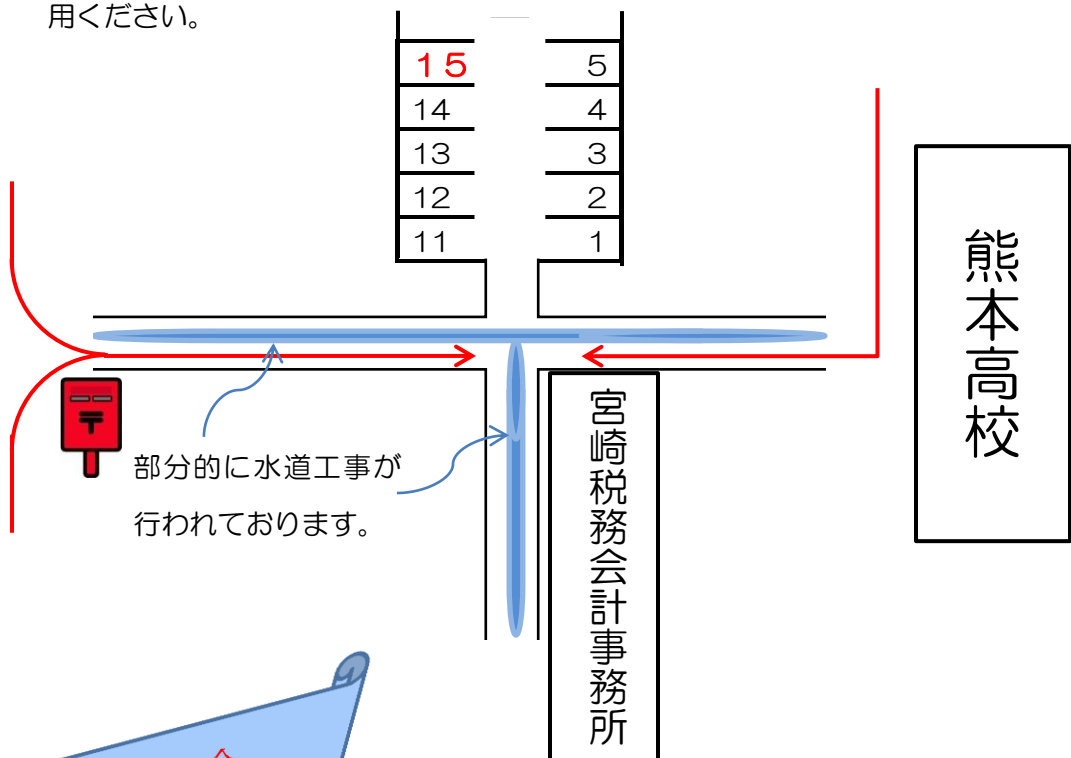 用ください。
15 5
14 4
13 3
12 2
11 1
熊本高校
〒
宮崎税務会計事務所
部分的に水道工事が
行われております。